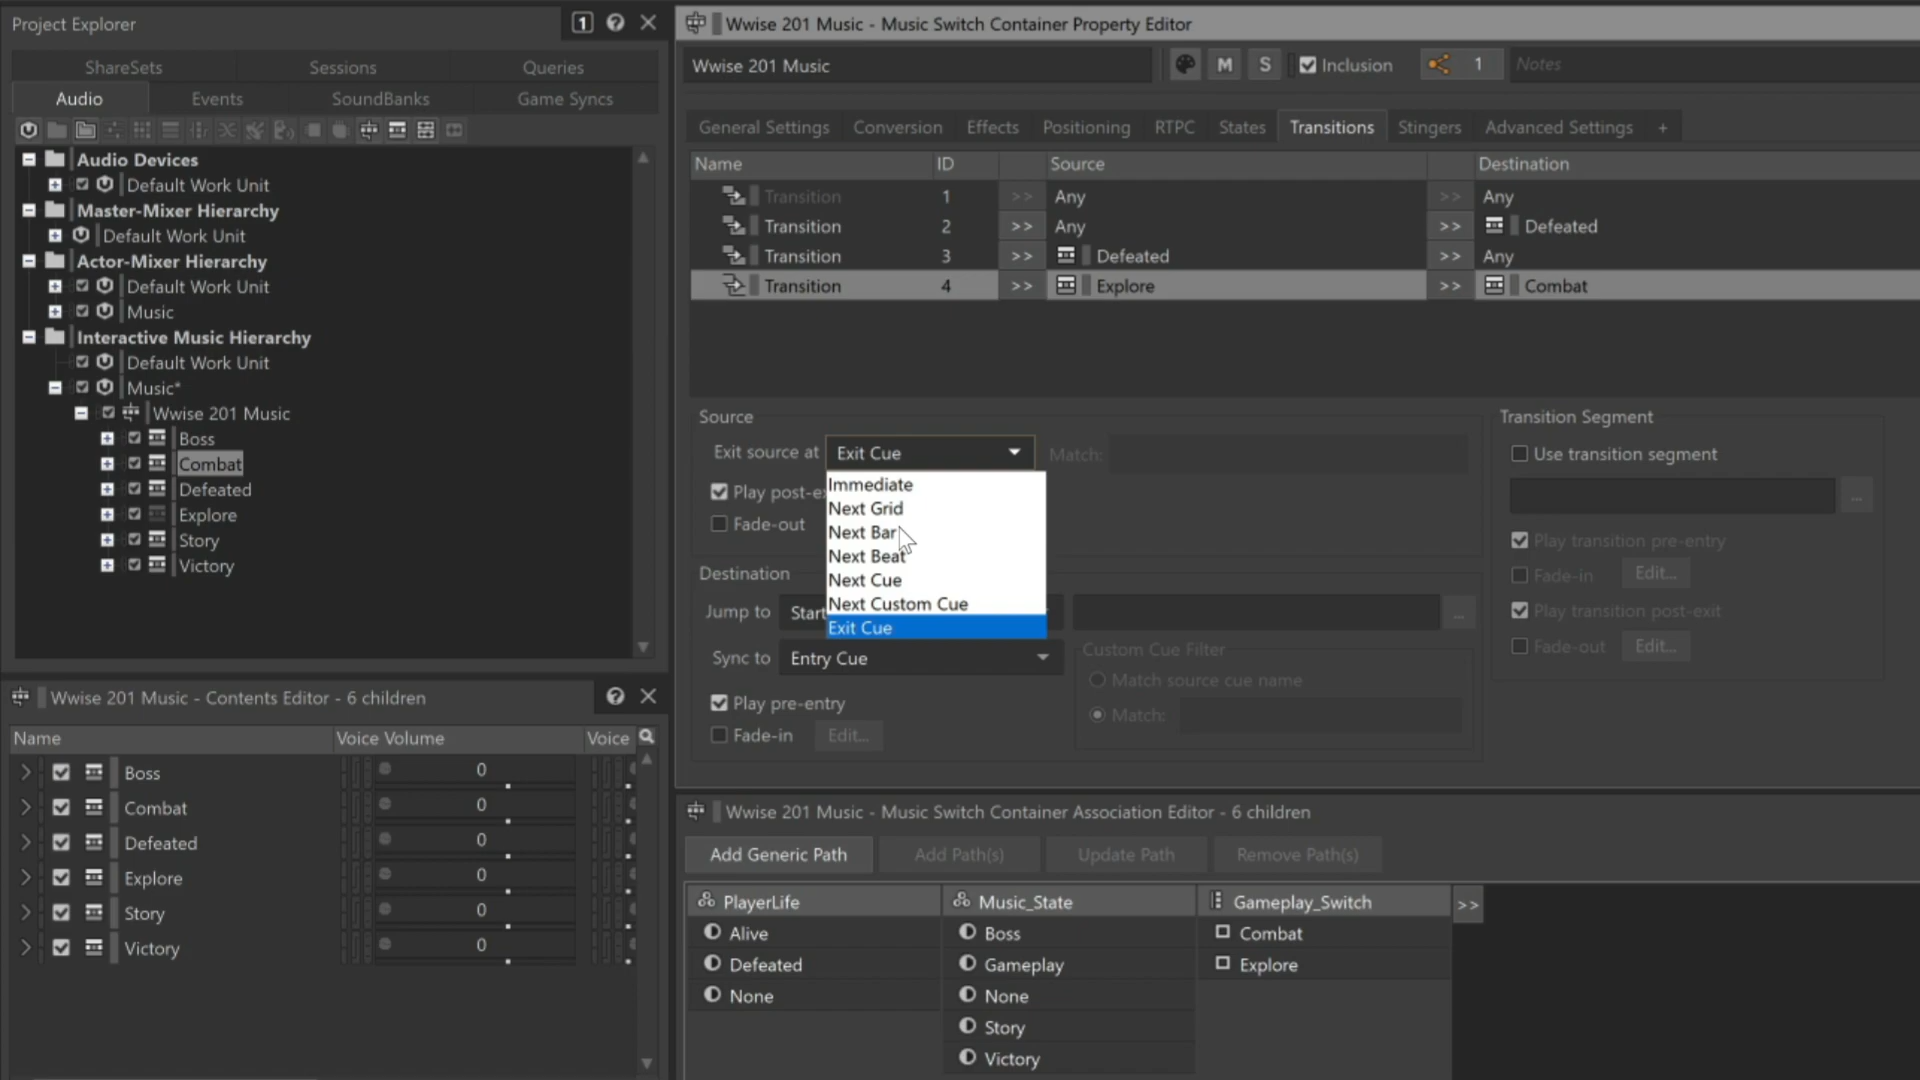 Project Explorer
1
ShareSets Sessions Queries
Audio Events SoundBanks Game Syncs
Audio Devices
Default Work Unit
Master-Mixer Hierarchy
Default Work Unit
Actor-Mixer Hierarchy
Default Work Unit
Music
Interactive Music Hierarchy
Default Work Unit
Music*
Wwise 201 Music
Boss
Combat
Defeated
Explore
Story
Victory
Wwise 201 Music - Contents Editor - 6 children
Name Voice Volume Voice
Boss 0
Combat 0
Defeated 0
Explore 0
Story 0
Victory 0
Wwise 201 Music - Music Switch Container Property Editor
Wwise 201 Music M S Inclusion 1 Notes
General Settings Conversion Effects Positioning RTPC States Transitions Stingers Advanced Settings +
Name ID Source Destination
Transition 1 >> Any >> Any
Transition 2 >> Any >> Defeated
Transition 3 >> Defeated >> Any
Transition 4 >> Explore >> Combat
Source
Exit source at Exit Cue Match:
Play post-ex
Fade-out
Immediate
Next Grid
Next Bar
Next Beat
Next Cue
Next Custom Cue
Exit Cue
Destination
Jump to Start ...
Sync to Entry Cue
Play pre-entry
Fade-in Edit...
Custom Cue Filter
Match source cue name
Match:
Transition Segment
Use transition segment
...
Play transition pre-entry
Fade-in Edit...
Play transition post-exit
Fade-out Edit...
Wwise 201 Music - Music Switch Container Association Editor - 6 children
Add Generic Path Add Path(s) Update Path Remove Path(s)
PlayerLife Music_State Gameplay_Switch >>
Alive Boss Combat
Defeated Gameplay Explore
None None
Story
Victory